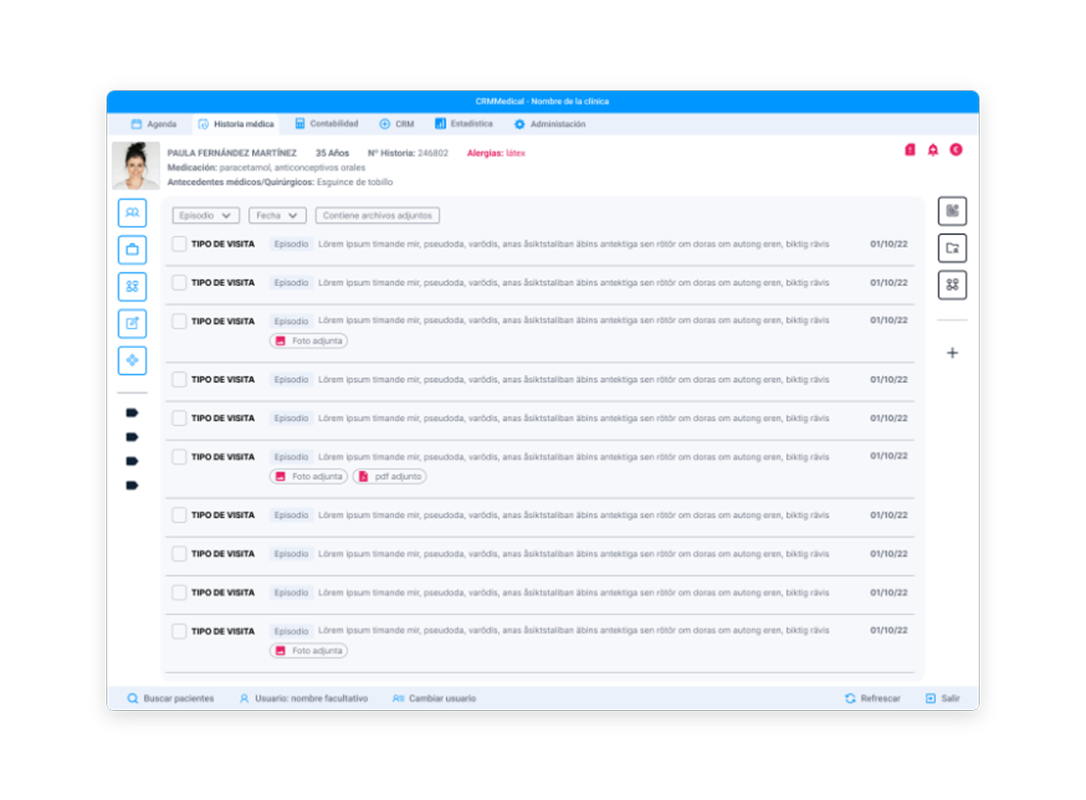 CRMMedical - Nombre de la clínica
Agenda Historia médica Contabilidad CRM Estadística Administación
PAULA FERNÁNDEZ MARTÍNEZ 35 Años Nº Historia: 246802 Alergias: látex
Medicación: paracetamol, anticonceptivos orales
Antecedentes médicos/Quirúrgicos: Esguince de tobillo
Episodio Fecha Contiene archivos adjuntos
TIPO DE VISITA Episodio Lörem ipsum timande mir, pseudoda, varödis, anas åsiktstaliban äbins antektiga sen rötör om doras om autong eren, biktig rävis 01/10/22
TIPO DE VISITA Episodio Lörem ipsum timande mir, pseudoda, varödis, anas åsiktstaliban äbins antektiga sen rötör om doras om autong eren, biktig rävis 01/10/22
TIPO DE VISITA Episodio Lörem ipsum timande mir, pseudoda, varödis, anas åsiktstaliban äbins antektiga sen rötör om doras om autong eren, biktig rävis 01/10/22
Foto adjunta
TIPO DE VISITA Episodio Lörem ipsum timande mir, pseudoda, varödis, anas åsiktstaliban äbins antektiga sen rötör om doras om autong eren, biktig rävis 01/10/22
TIPO DE VISITA Episodio Lörem ipsum timande mir, pseudoda, varödis, anas åsiktstaliban äbins antektiga sen rötör om doras om autong eren, biktig rävis 01/10/22
TIPO DE VISITA Episodio Lörem ipsum timande mir, pseudoda, varödis, anas åsiktstaliban äbins antektiga sen rötör om doras om autong eren, biktig rävis 01/10/22
Foto adjunta pdf adjunto
TIPO DE VISITA Episodio Lörem ipsum timande mir, pseudoda, varödis, anas åsiktstaliban äbins antektiga sen rötör om doras om autong eren, biktig rävis 01/10/22
TIPO DE VISITA Episodio Lörem ipsum timande mir, pseudoda, varödis, anas åsiktstaliban äbins antektiga sen rötör om doras om autong eren, biktig rävis 01/10/22
TIPO DE VISITA Episodio Lörem ipsum timande mir, pseudoda, varödis, anas åsiktstaliban äbins antektiga sen rötör om doras om autong eren, biktig rävis 01/10/22
TIPO DE VISITA Episodio Lörem ipsum timande mir, pseudoda, varödis, anas åsiktstaliban äbins antektiga sen rötör om doras om autong eren, biktig rävis 01/10/22
Foto adjunta
Buscar pacientes Usuario: nombre facultativo Cambiar usuario Refrescar Salir